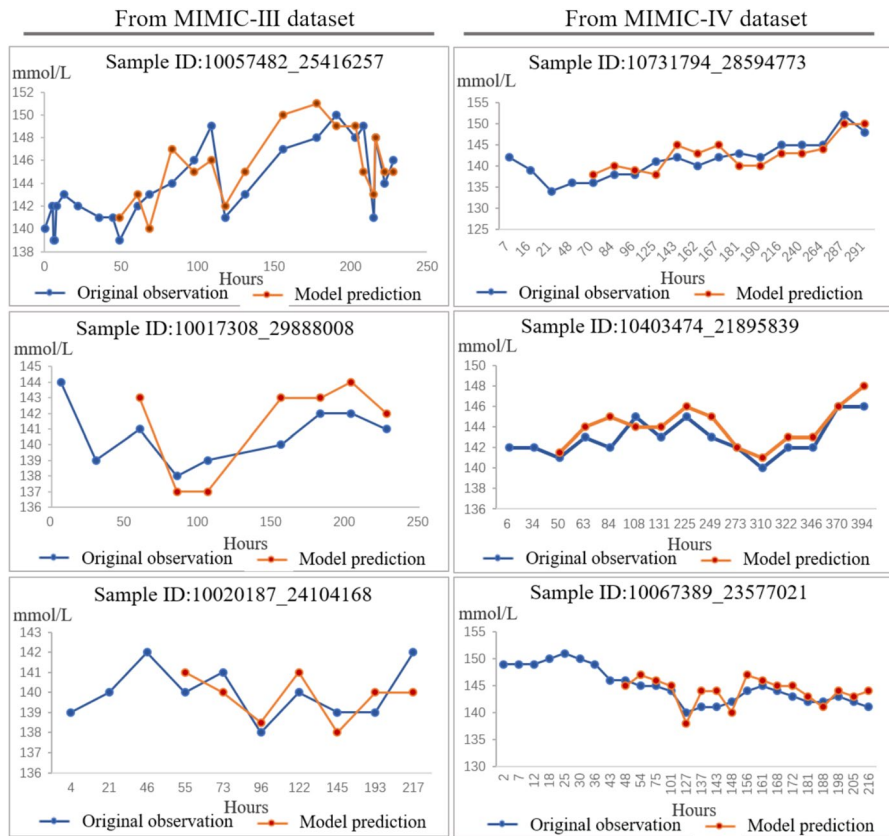 From MIMIC-III dataset
From MIMIC-IV dataset
Sample ID:10057482_25416257
mmol/L
152
150
148
146
144
142
140
138
0 50 100 150 200 250
Hours
Original observation Model prediction
Sample ID:10731794_28594773
mmol/L
155
150
145
140
135
130
125
7 16 21 48 70 84 96 125 143 162 167 181 190 216 240 264 287 291
Hours
Original observation Model prediction
Sample ID:10017308_29888008
mmol/L
145
144
143
142
141
140
139
138
137
136
0 50 100 150 200 250
Hours
Original observation Model prediction
Sample ID:10403474_21895839
mmol/L
150
148
146
144
142
140
138
136
6 34 50 63 84 108 131 225 249 273 310 322 346 370 394
Hours
Original observation Model prediction
Sample ID:10020187_24104168
mmol/L
143
142
141
140
139
138
137
136
4 21 46 55 73 96 122 145 193 217
Hours
Original observation Model prediction
Sample ID:10067389_23577021
mmol/L
155
150
145
140
135
130
2 7 12 18 25 30 36 43 48 54 75 101 127 137 143 148 156 161 168 172 181 188 198 205 216
Hours
Original observation Model prediction